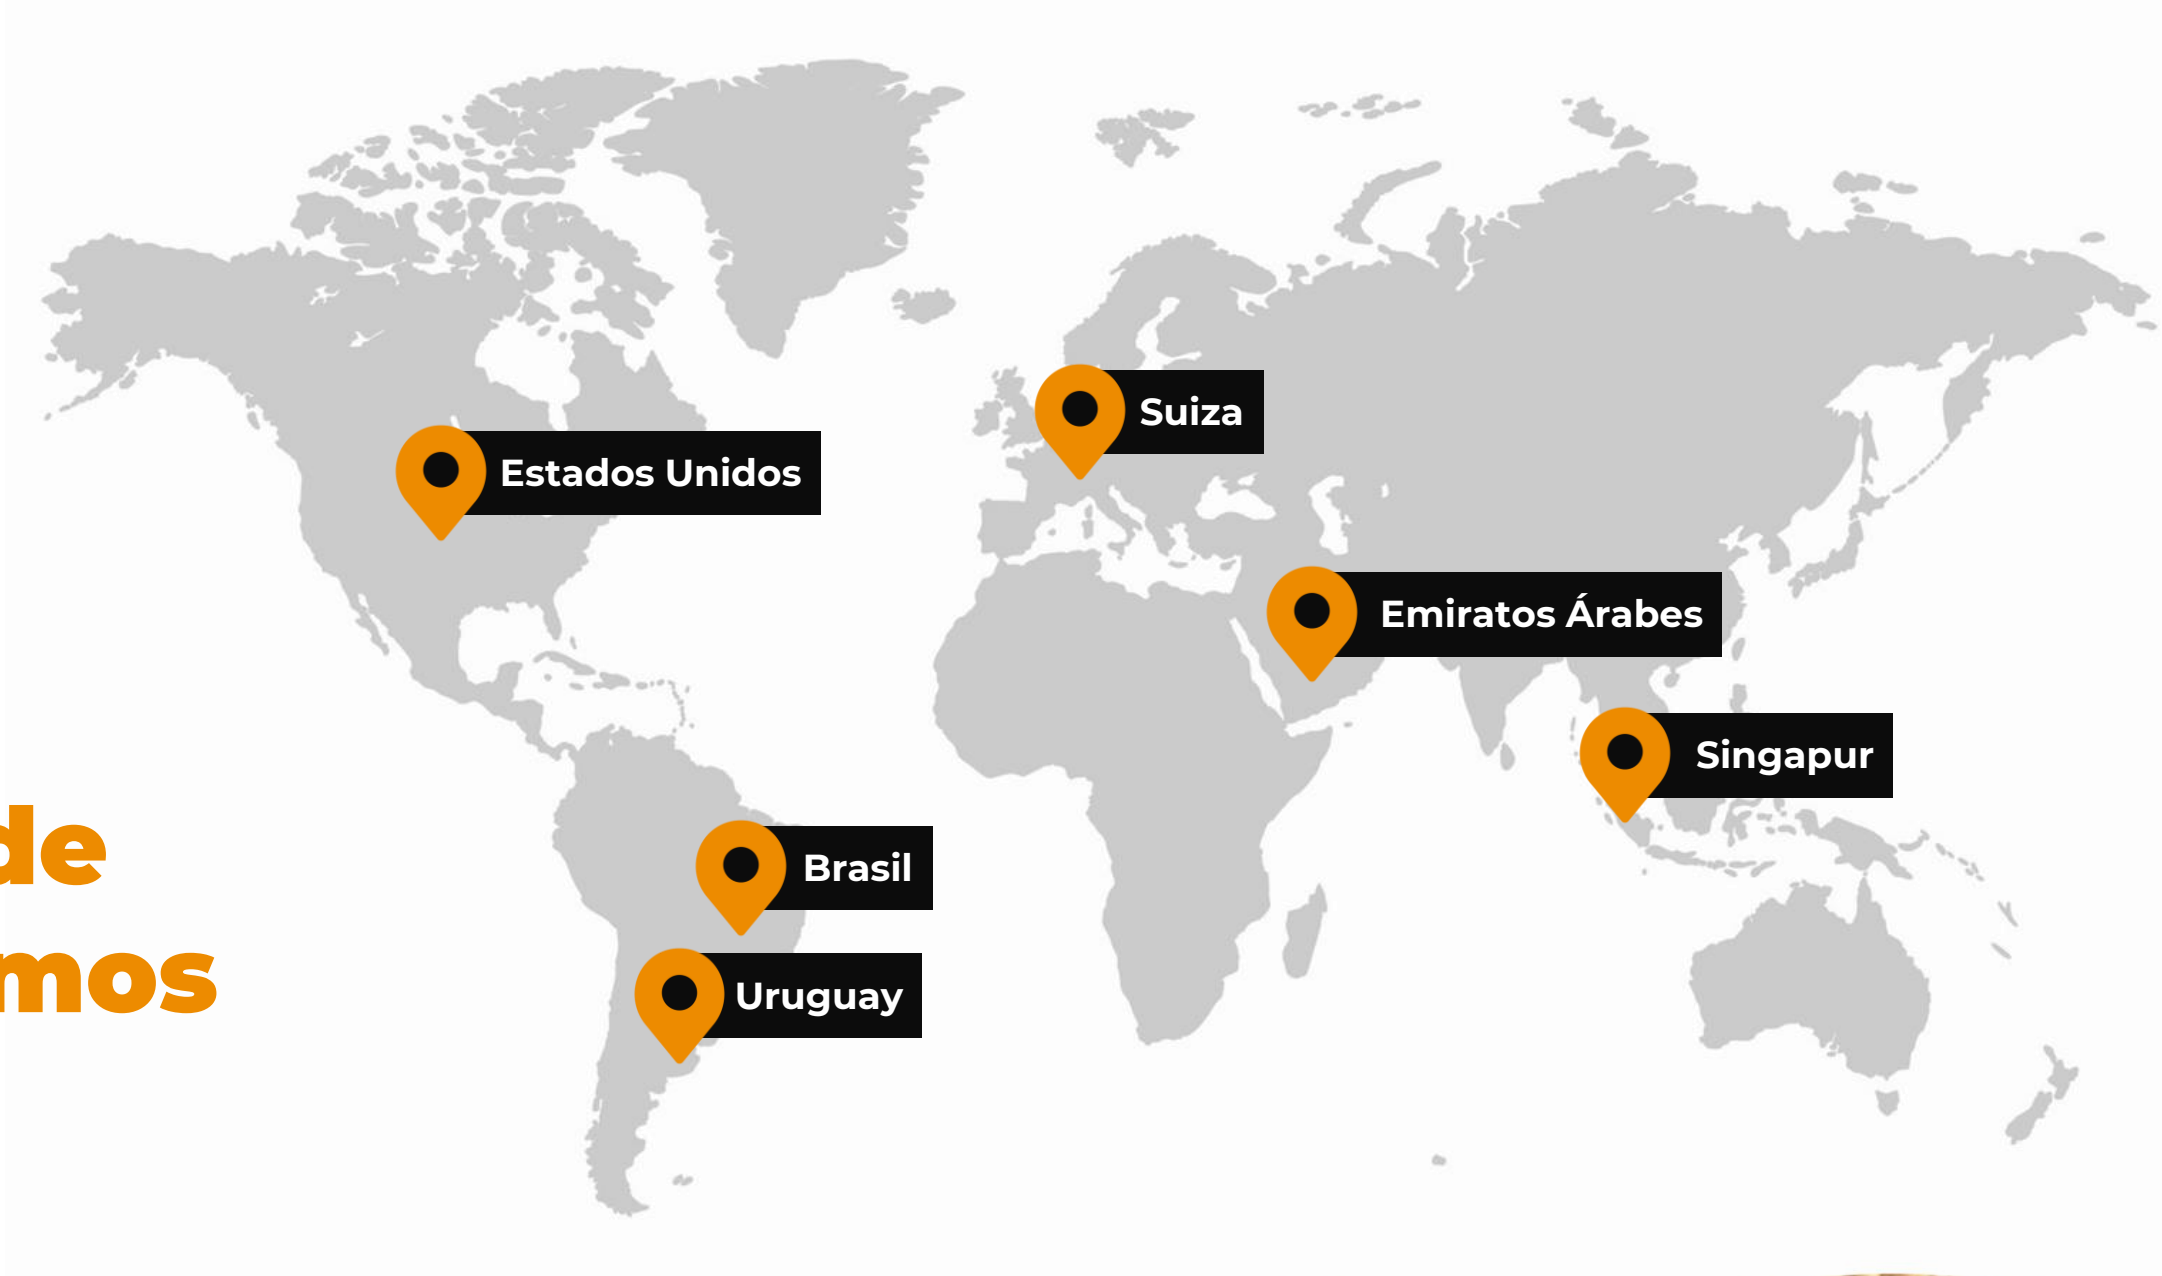 Suiza
Estados Unidos
Emiratos Árabes
Singapur
Brasil
Uruguay
de
mos